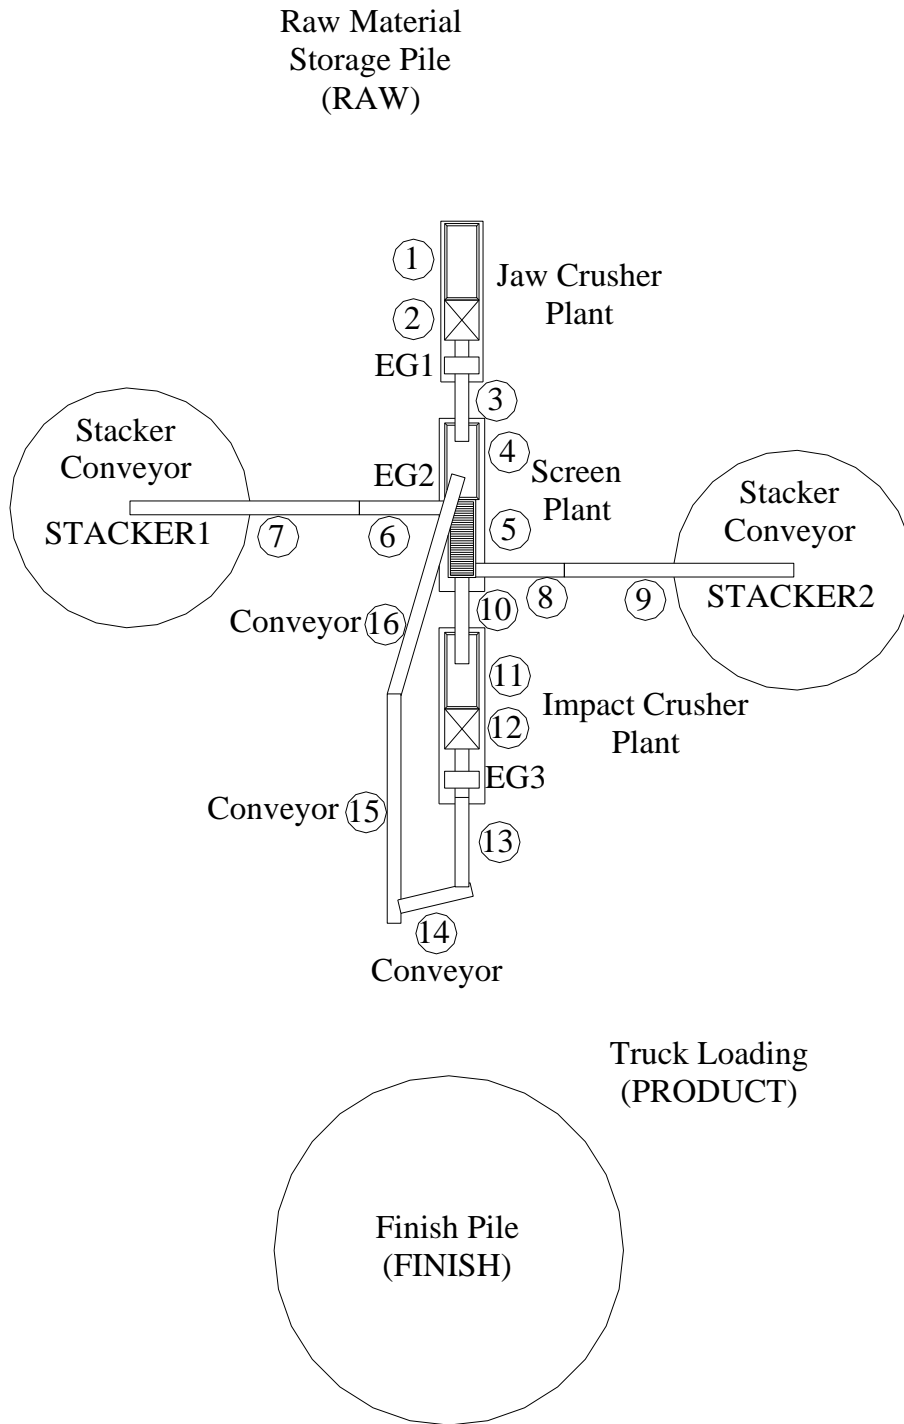 Raw Material
Storage Pile
(RAW)
1
Jaw Crusher
Plant
2
EG1
3
Stacker
Conveyor
STACKER1
4
EG2
Screen
Plant
5
Stacker
Conveyor
STACKER2
7
6
8
9
10
Conveyor 16
11
Impact Crusher
Plant
12
EG3
Conveyor 15
13
14
Conveyor
Truck Loading
(PRODUCT)
Finish Pile
(FINISH)